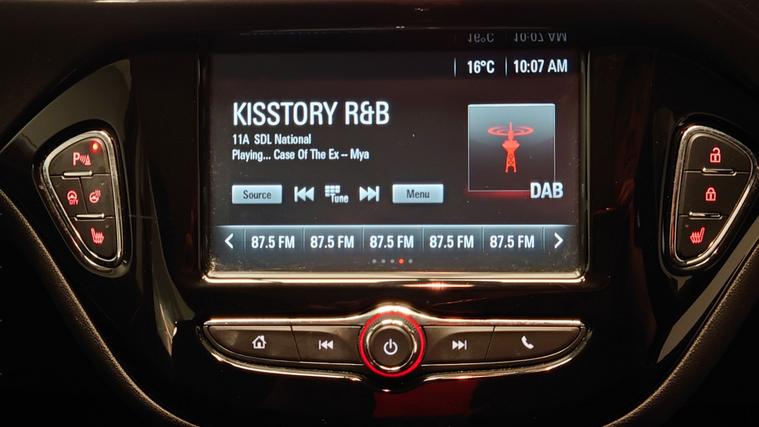 16°C 10:07 AM
KISSTORY R&B
11A SDL National
Playing... Case Of The Ex -- Mya
DAB
Source Tune Menu
87.5 FM 87.5 FM 87.5 FM 87.5 FM 87.5 FM
P
CITY